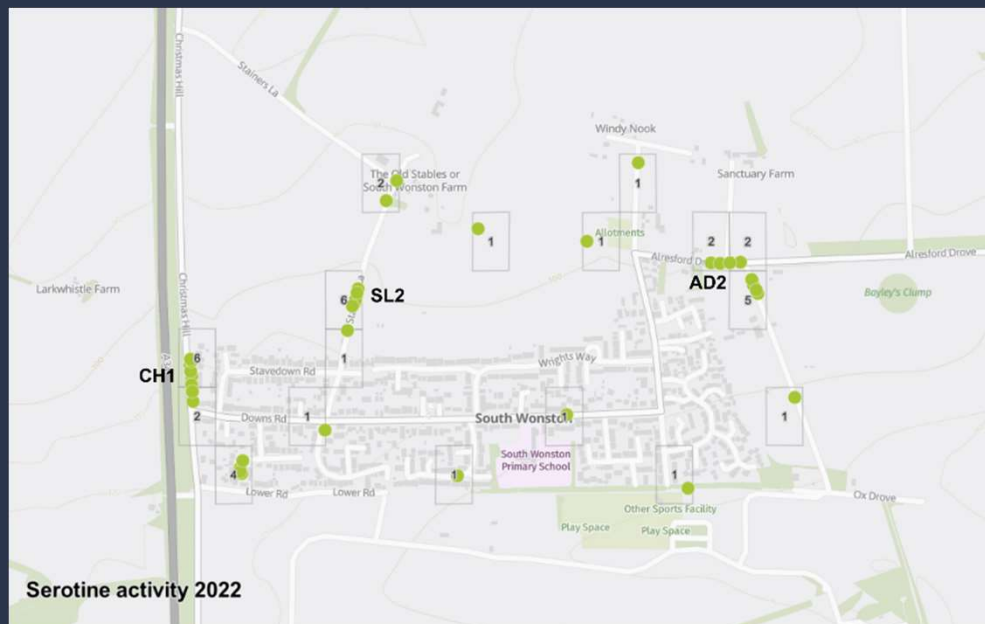 Christmas Hill
Stainers La
Windy Nook
The Old Stables or
South Wonston Farm
2
1
Sanctuary Farm
1
1
Allotments
2
2
Alresford D
Alresford Drove
AD2
5
Larkwhistle Farm
Christmas Hill
6
SL2
Bayley's Clump
6
1
CH1
Stavedown Rd
Wrights Way
2
Downs Rd
1
South Wonston
1
1
4
1
South Wonston
Primary School
1
Lower Rd
Lower Rd
Other Sports Facility
Play Space
Play Space
Ox Drove
Serotine activity 2022